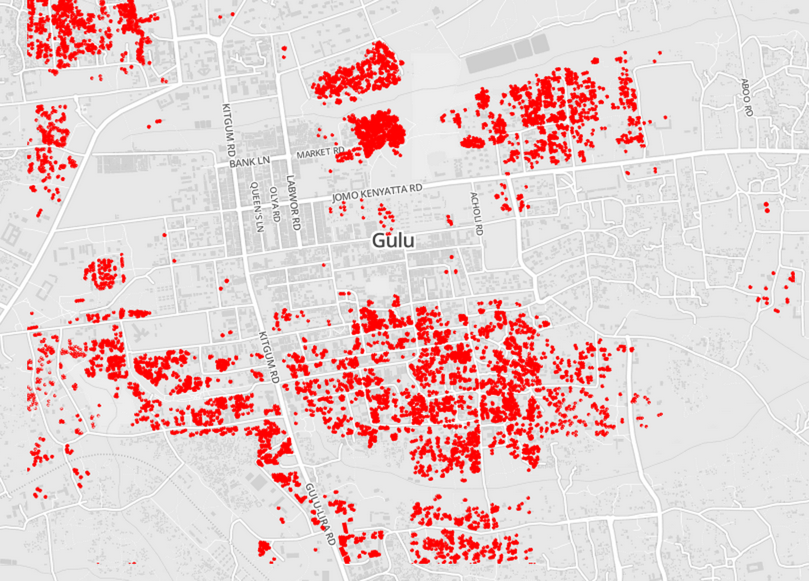 KITGUM RD
ABOO RD
MARKET RD
BANK LN
QUEEN'S LN
OLYA RD
LABWOR RD
JOMO KENYATTA RD
ACHOLI RD
Gulu
KITGUM RD
GULU-LIRA RD